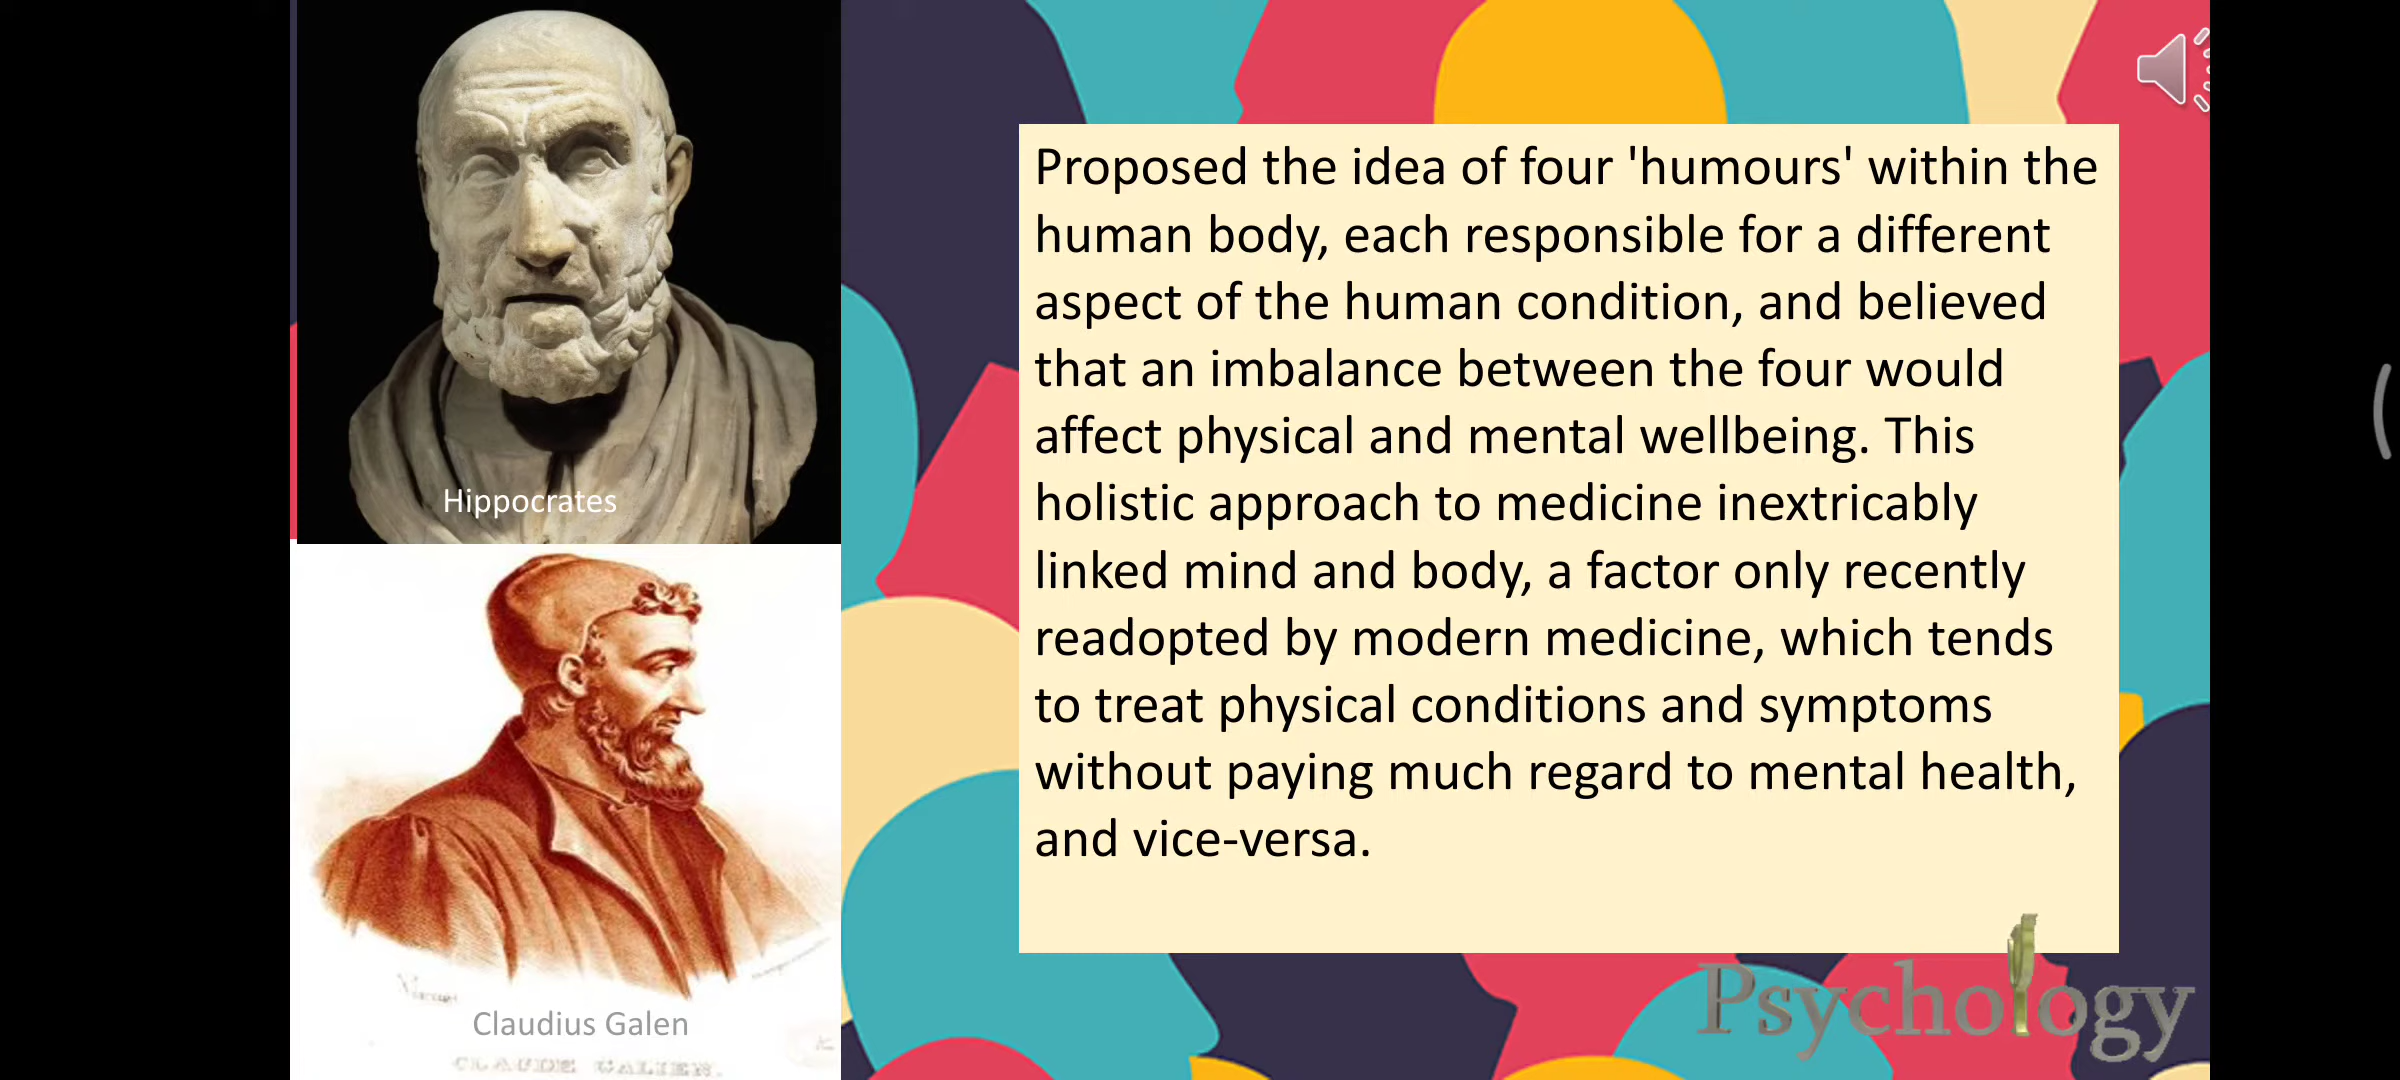 Hippocrates
Claudius Galen
CLAUDE GALIEN.
Proposed the idea of four 'humours' within the
human body, each responsible for a different
aspect of the human condition, and believed
that an imbalance between the four would
affect physical and mental wellbeing. This
holistic approach to medicine inextricably
linked mind and body, a factor only recently
readopted by modern medicine, which tends
to treat physical conditions and symptoms
without paying much regard to mental health,
and vice-versa.
Psychology